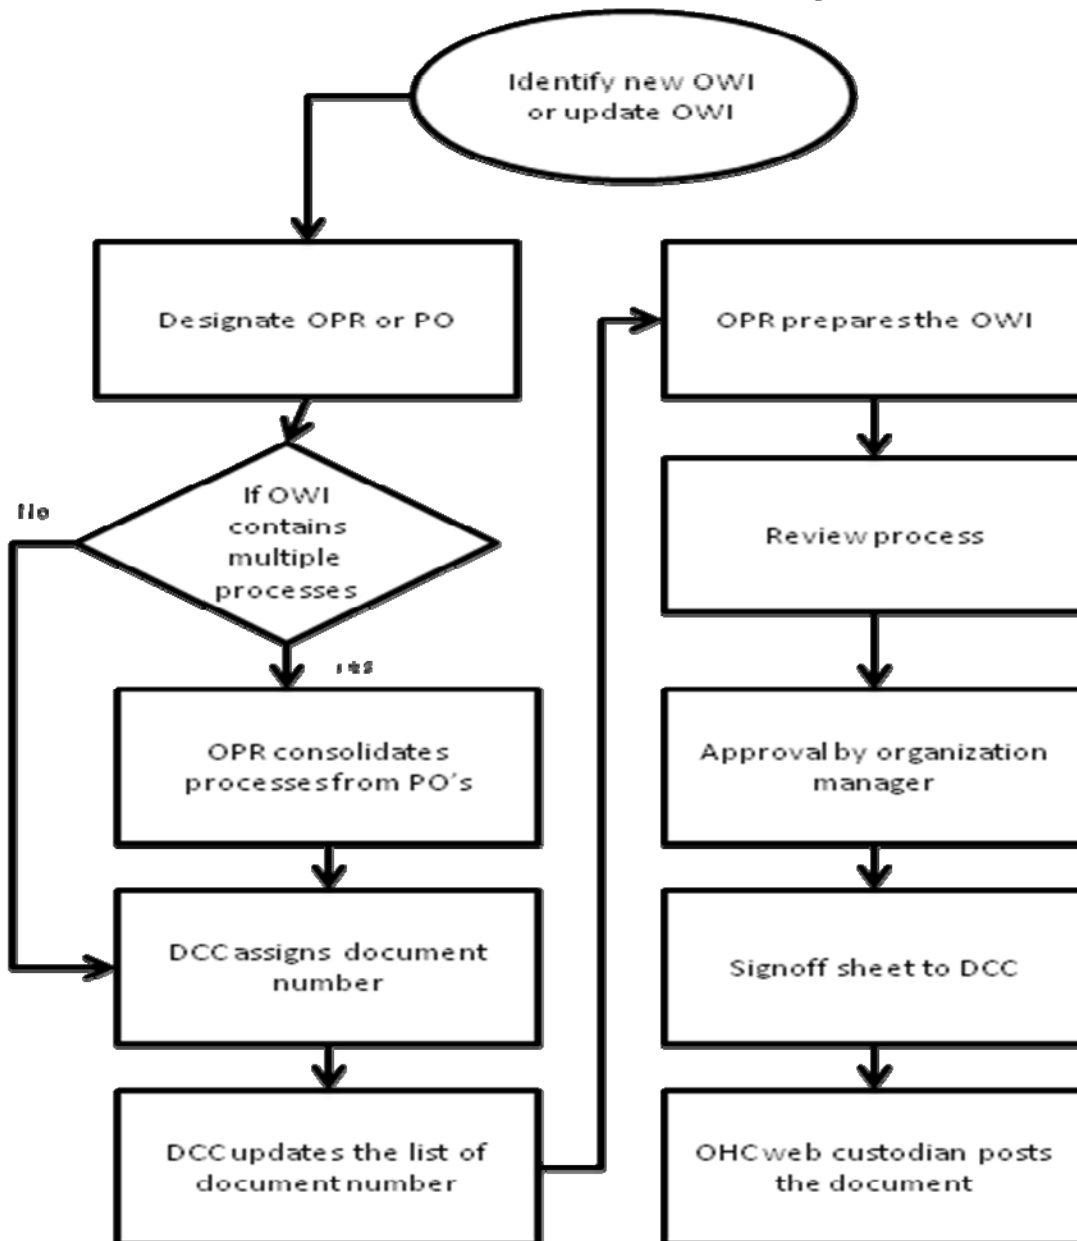 Identify new OWI
or update OWI
Designate OPR or PO
If OWI
contains
multiple
processes
No
Yes
OPR consolidates
processes from PO's
DCC assigns document
number
DCC updates the list of
document number
OPR prepares the OWI
Review process
Approval by organization
manager
Signoff sheet to DCC
OHC web custodian posts
the document